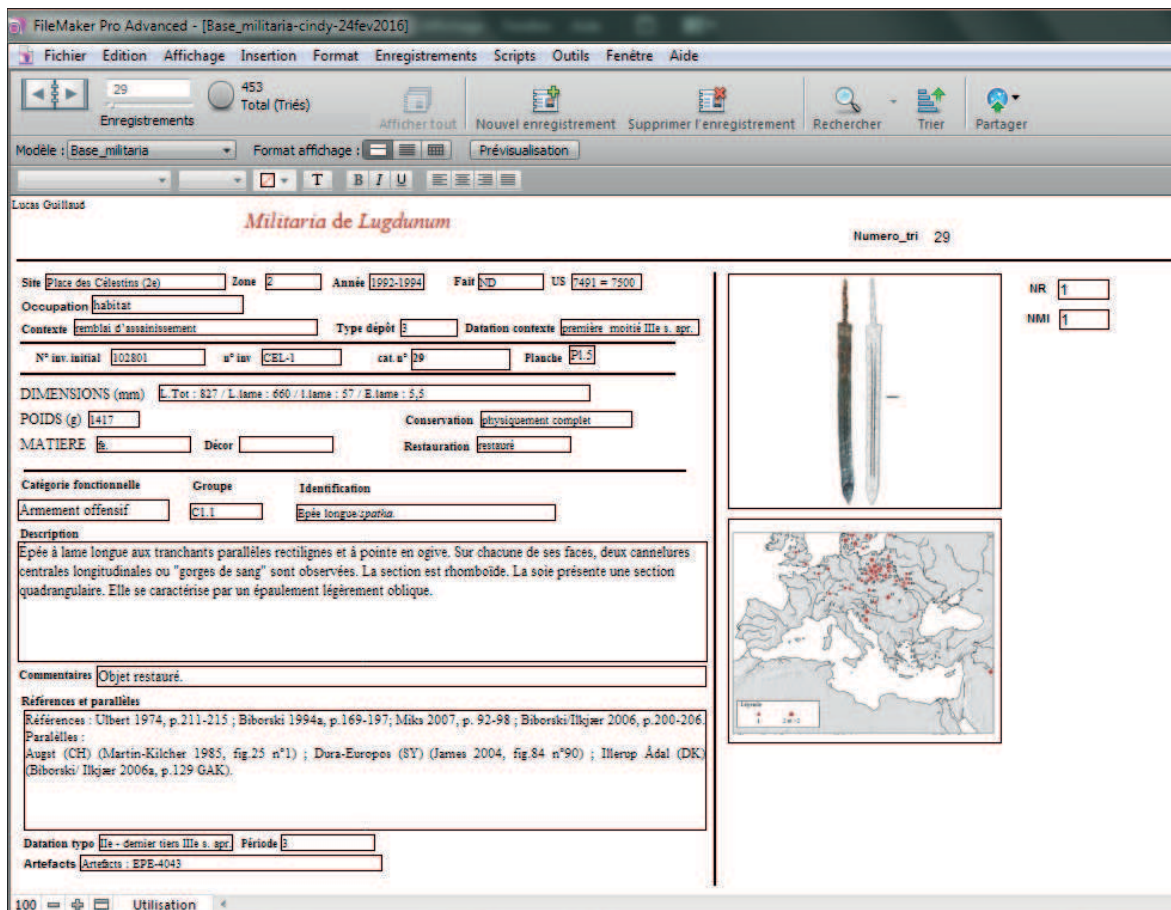 FileMaker Pro Advanced - [Base_militaria-cindy-24fev2016]
Fichier Edition Affichage Insertion Format Enregistrements Scripts Outils Fenêtre Aide
29
453
Total (Triés)
Enregistrements
Afficher tout Nouvel enregistrement Supprimer l'enregistrement Rechercher Trier Partager
Modèle : Base_militaria Format affichage : Prévisualisation
T B I U
Lucas Guillaud
Militaria de Lugdunum
Numero_tri 29
Site Place des Célestins (2e) Zone 2 Année 1992-1994 Fait ND US 7491 = 7500
Occupation habitat
Contexte remblai d'assainissement Type dépôt 3 Datation contexte première moitié IIIe s. apr.
N° inv. initial 102801 n° inv CEL-1 cat. n° 29 Planche Pl.5
DIMENSIONS (mm) L.Tot : 827 / L.lame : 660 / l.lame : 57 / E.lame : 5,5
POIDS (g) 1417 Conservation physiquement complet
MATIERE fe. Décor Restauration restauré
Catégorie fonctionnelle Groupe Identification
Armement offensif C1.1 Epée longue/spatha.
Description
Épée à lame longue aux tranchants parallèles rectilignes et à pointe en ogive. Sur chacune de ses faces, deux cannelures
centrales longitudinales ou "gorges de sang" sont observées. La section est rhomboïde. La soie présente une section
quadrangulaire. Elle se caractérise par un épaulement légèrement oblique.
Commentaires Objet restauré.
Références et parallèles
Références : Ulbert 1974, p.211-215 ; Biborski 1994a, p.169-197; Miks 2007, p. 92-98 ; Biborski/Ilkjær 2006, p.200-206.
Paralèlles :
Augst (CH) (Martin-Kilcher 1985, fig.25 n°1) ; Dura-Europos (SY) (James 2004, fig.84 n°90) ; Illerup Ådal (DK)
(Biborski/ Ilkjær 2006a, p.129 GAK).
Datation typo IIe - dernier tiers IIIe s. apr. Période 3
Artefacts Artefacts : EPE-4043
NR 1
NMI 1
100 Utilisation